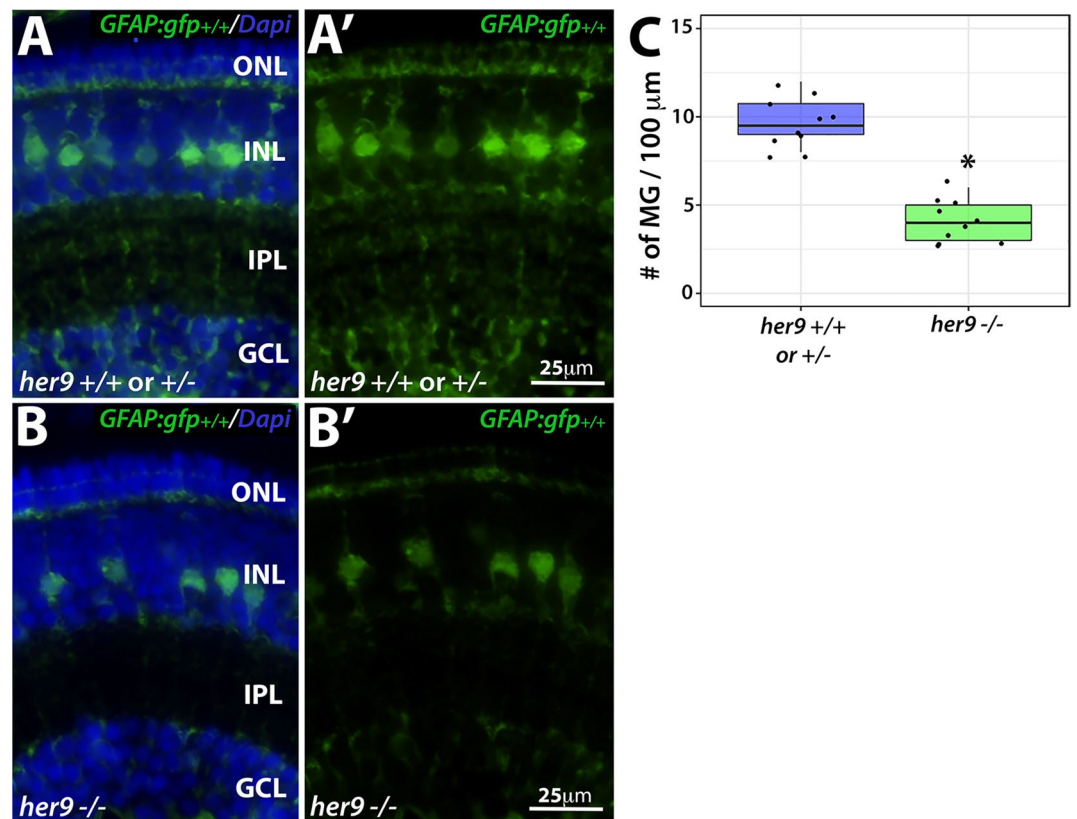 A
GFAP:gfp+/+/Dapi
ONL
INL
IPL
GCL
her9 +/+ or +/-
A′
GFAP:gfp+/+
25μm
her9 +/+ or +/-
B
GFAP:gfp+/+/Dapi
ONL
INL
IPL
GCL
her9 -/-
B′
GFAP:gfp+/+
25μm
her9 -/-
C
# of MG / 100 μm
15
10
5
0
*
her9 +/+
or +/-
her9 -/-